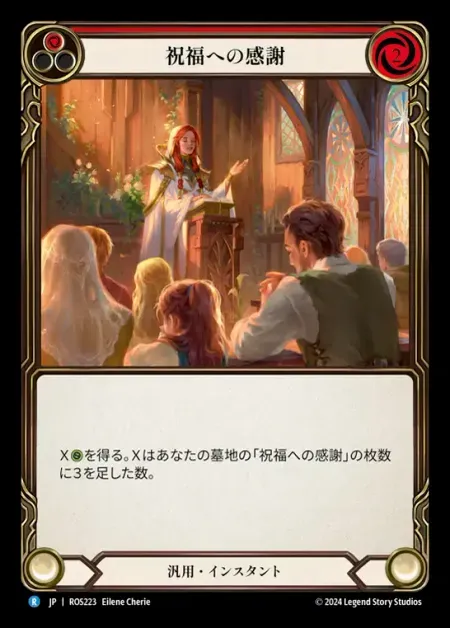 祝福への感謝
2
X を得る。Xはあなたの墓地の「祝福への感謝」の枚数
に3を足した数。
汎用・インスタント
R JP | ROS223 Eilene Cherie
© 2024 Legend Story Studios